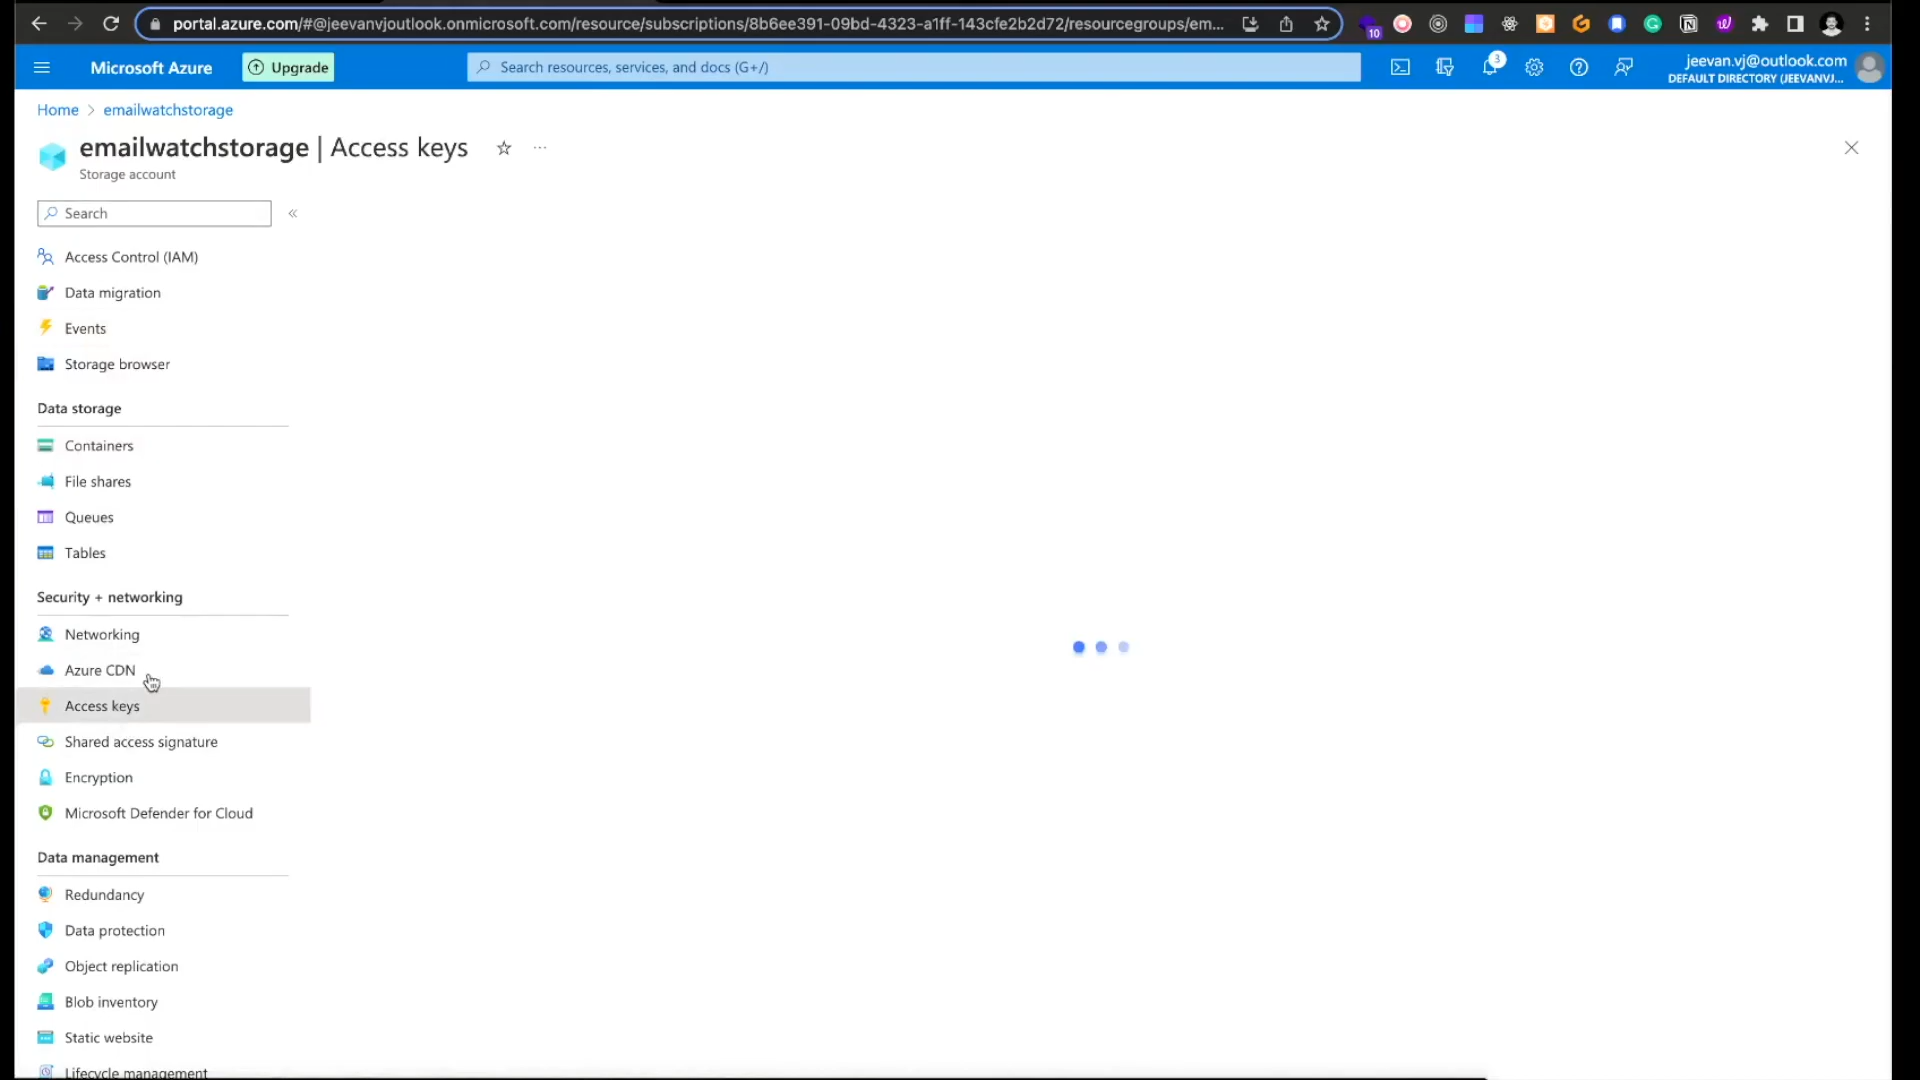 portal.azure.com/#@jeevanvjoutlook.onmicrosoft.com/resource/subscriptions/8b6ee391-09bd-4323-a1ff-143cfe2b2d72/resourcegroups/em...
10
Microsoft Azure
Upgrade
Search resources, services, and docs (G+/)
3
jeevan.vj@outlook.com
DEFAULT DIRECTORY (JEEVANVJ...
Home > emailwatchstorage
emailwatchstorage | Access keys
...
Storage account
Search
«
Access Control (IAM)
Data migration
Events
Storage browser
Data storage
Containers
File shares
Queues
Tables
Security + networking
Networking
Azure CDN
Access keys
Shared access signature
Encryption
Microsoft Defender for Cloud
Data management
Redundancy
Data protection
Object replication
Blob inventory
Static website
Lifecycle management